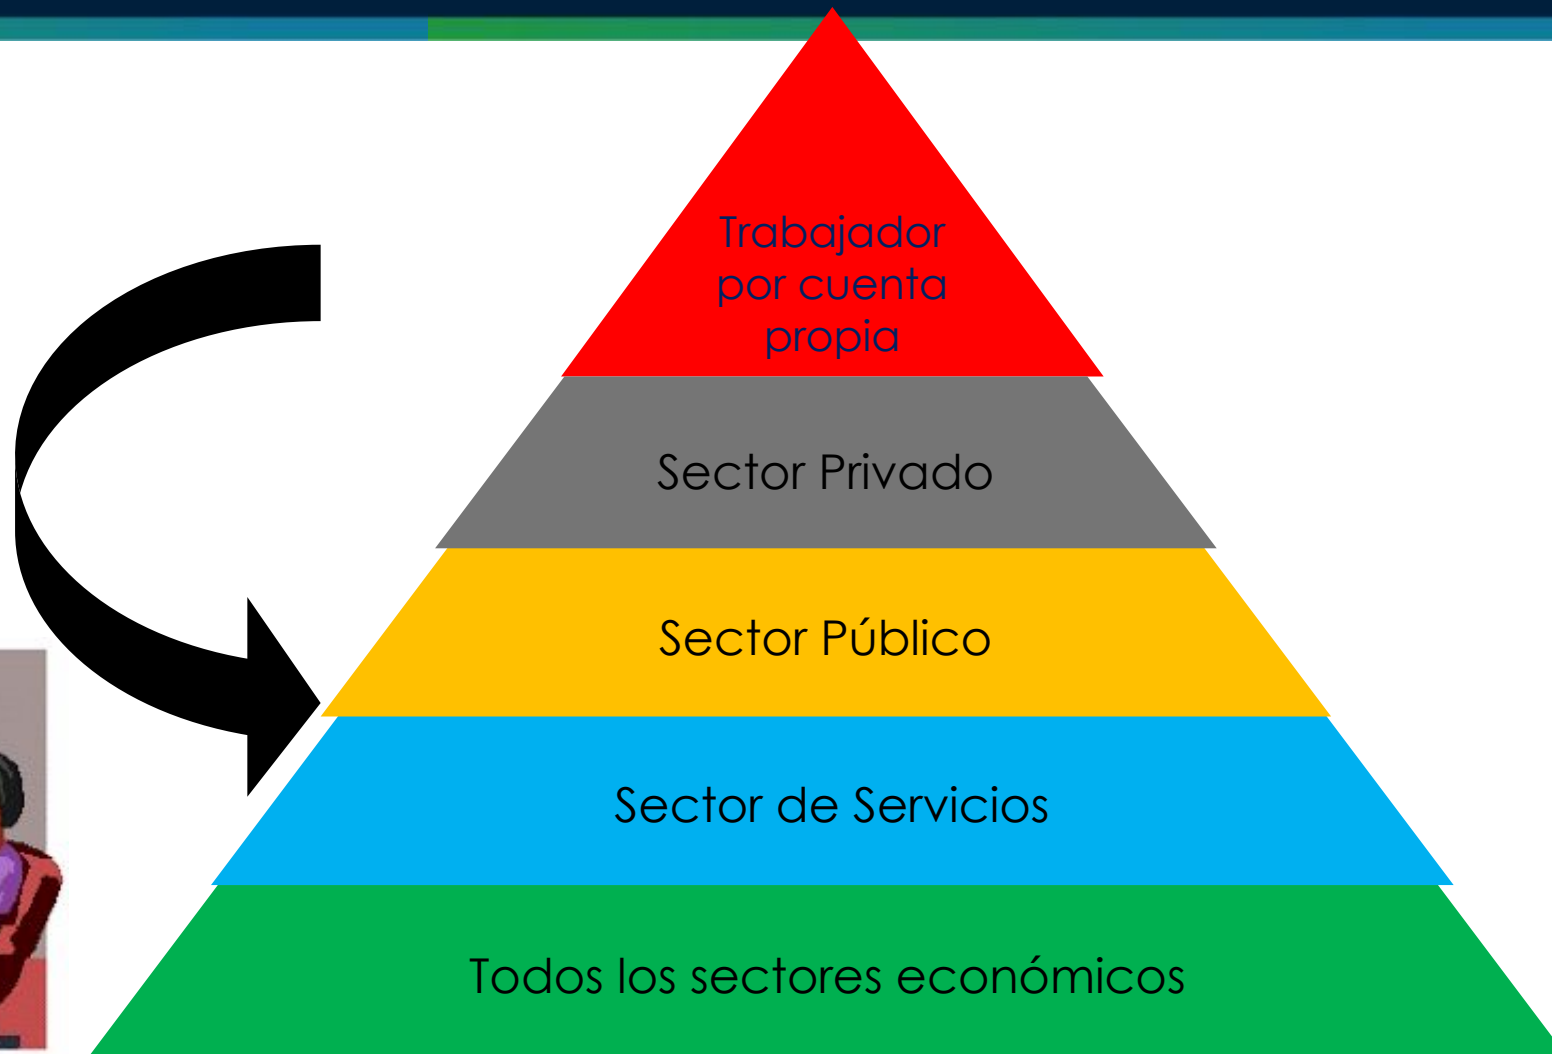 Trabajador
por cuenta
propia
Sector Privado
Sector Público
Sector de Servicios
Todos los sectores económicos